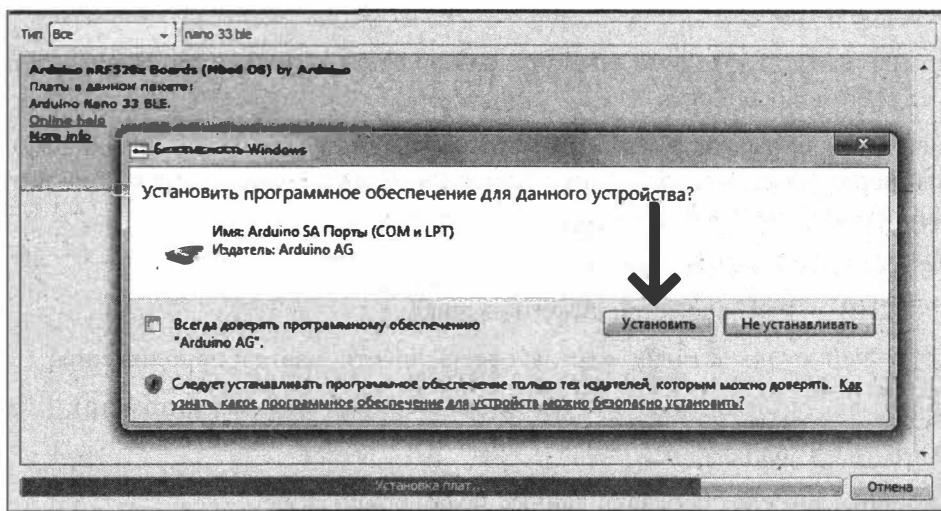 Тип Все nano 33 ble
Arduino nRF528x Boards (Mbed OS) by Arduino
Платы в данном пакете:
Arduino Nano 33 BLE.
Online help
More info
Безопасность Windows
x
Установить программное обеспечение для данного устройства?
Имя: Arduino SA Порты (COM и LPT)
Издатель: Arduino AG
Всегда доверять программному обеспечению
"Arduino AG".
Установить Не устанавливать
Следует устанавливать программное обеспечение только тех издателей, которым можно доверять. Как
узнать, какое программное обеспечение для устройств можно безопасно установить?
Установка плат...
Отмена